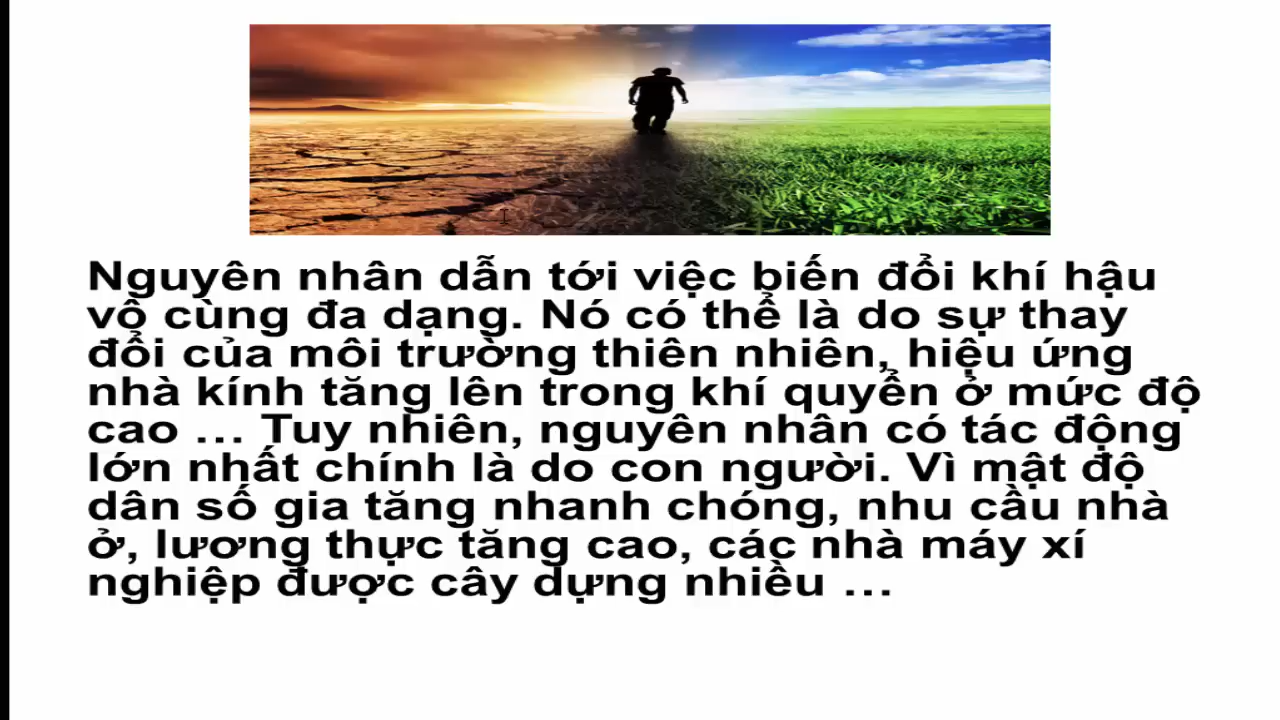 Nguyên nhân dẫn tới việc biến đổi khí hậu
vô cùng đa dạng. Nó có thể là do sự thay
đổi của môi trường thiên nhiên, hiệu ứng
nhà kính tăng lên trong khí quyển ở mức độ
cao ... Tuy nhiên, nguyên nhân có tác động
lớn nhất chính là do con người. Vì mật độ
dân số gia tăng nhanh chóng, nhu cầu nhà
ở, lương thực tăng cao, các nhà máy xí
nghiệp được cây dựng nhiều ...